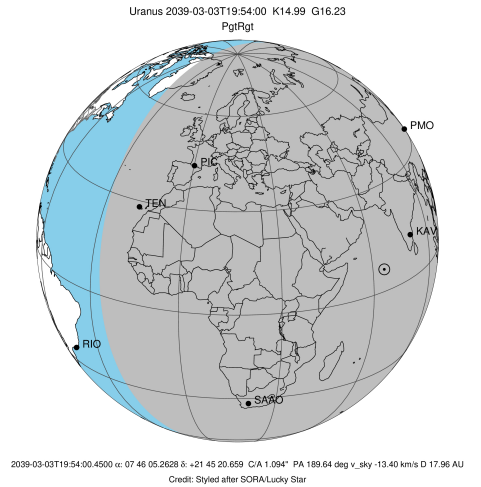 Uranus 2039-03-03T19:54:00  K14.99  G16.23
PgtRgt
PMO
PIC
TEN
KAV
RIO
SAAO
2039-03-03T19:54:00.4500 α: 07 46 05.2628 δ: +21 45 20.659  C/A 1.094"  PA 189.64 deg v_sky -13.40 km/s D 17.96 AU
Credit: Styled after SORA/Lucky Star